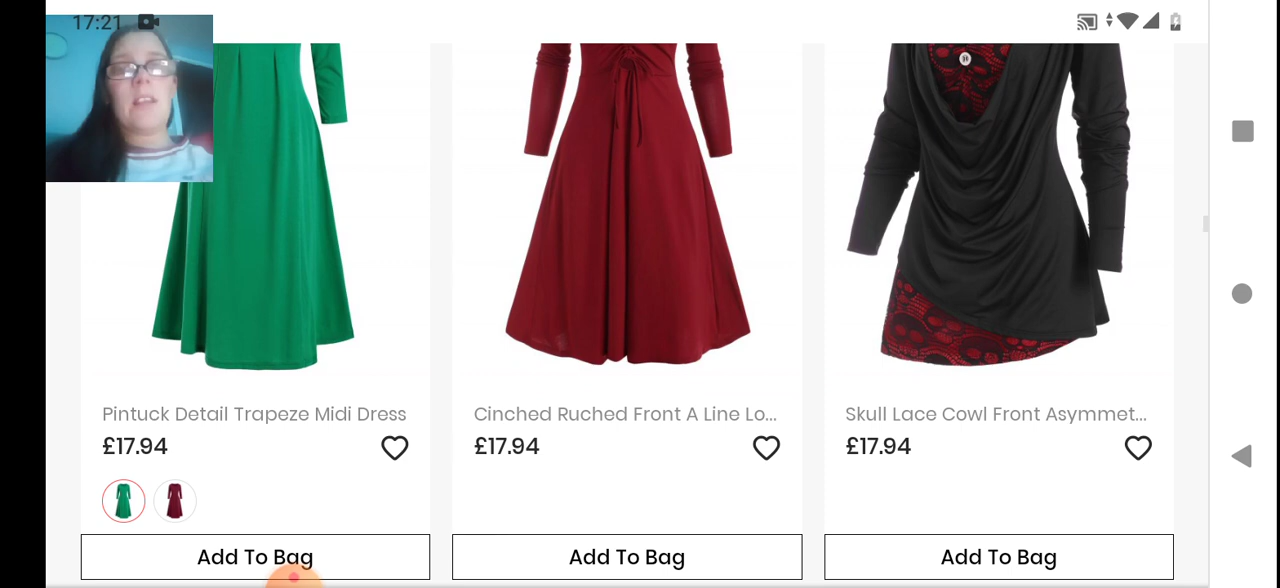 17:21
Pintuck Detail Trapeze Midi Dress
Cinched Ruched Front A Line Lo...
Skull Lace Cowl Front Asymmet...
£17.94
£17.94
£17.94
Add To Bag
Add To Bag
Add To Bag